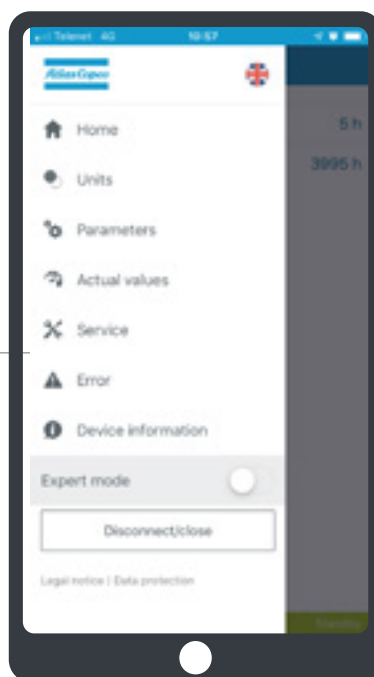 Telenet 4G 10:57
Atlas Copco
Home
5 h
Units
3995 h
Parameters
Actual values
Service
Error
Device information
Expert mode
Disconnect/close
Legal notice | Data protection
Standby